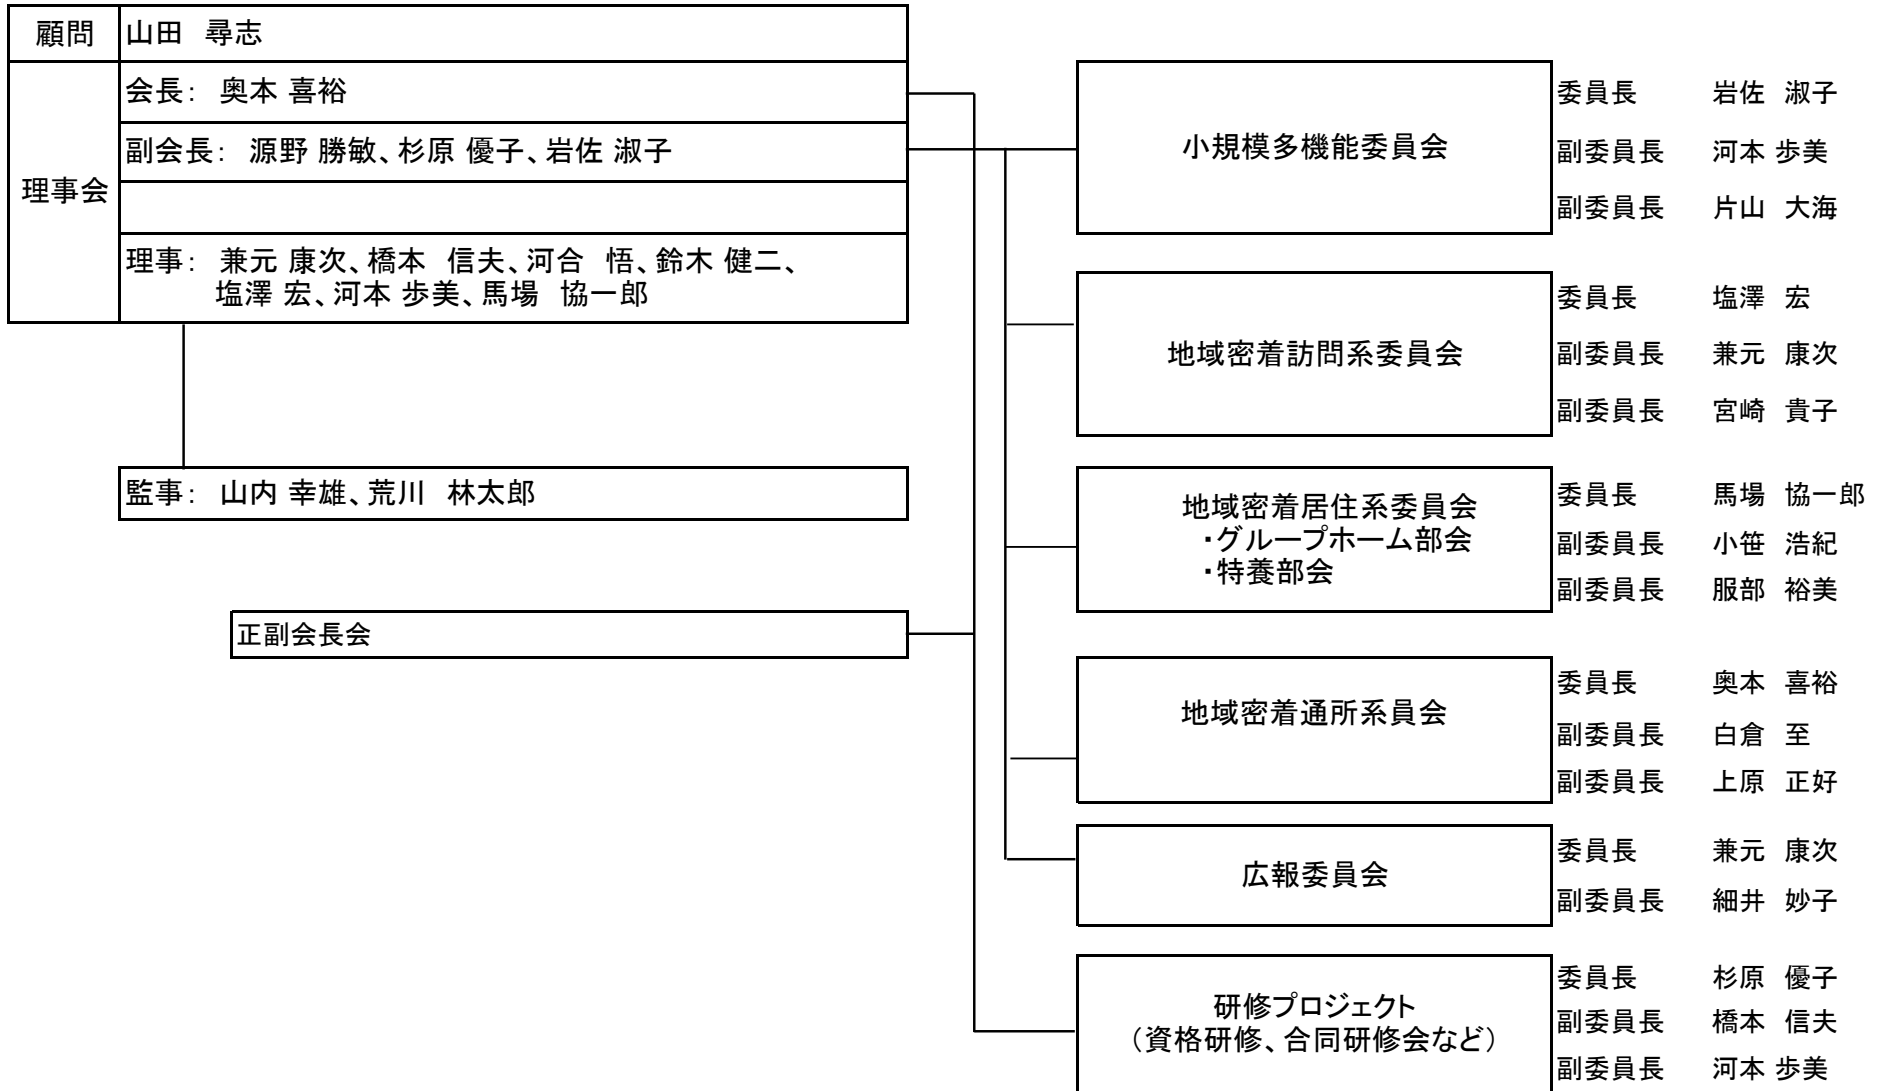 顧問 山田　尋志
理事会
会長：　奥本 喜裕
副会長：　源野 勝敏、杉原 優子、岩佐 淑子
理事：　兼元 康次、橋本　信夫、河合　悟、鈴木 健二、
塩澤 宏、河本 歩美、馬場　協一郎
監事：　山内 幸雄、荒川　林太郎
正副会長会
小規模多機能委員会
委員長 岩佐　淑子
副委員長 河本 歩美
副委員長 片山　大海
地域密着訪問系委員会
委員長 塩澤　宏
副委員長 兼元　康次
副委員長 宮崎　貴子
地域密着居住系委員会
・グループホーム部会
・特養部会
委員長 馬場　協一郎
副委員長 小笹　浩紀
副委員長 服部　裕美
地域密着通所系員会
委員長 奥本　喜裕
副委員長 白倉　至
副委員長 上原　正好
広報委員会
委員長 兼元　康次
副委員長 細井　妙子
研修プロジェクト
（資格研修、合同研修会など）
委員長 杉原　優子
副委員長 橋本　信夫
副委員長 河本 歩美